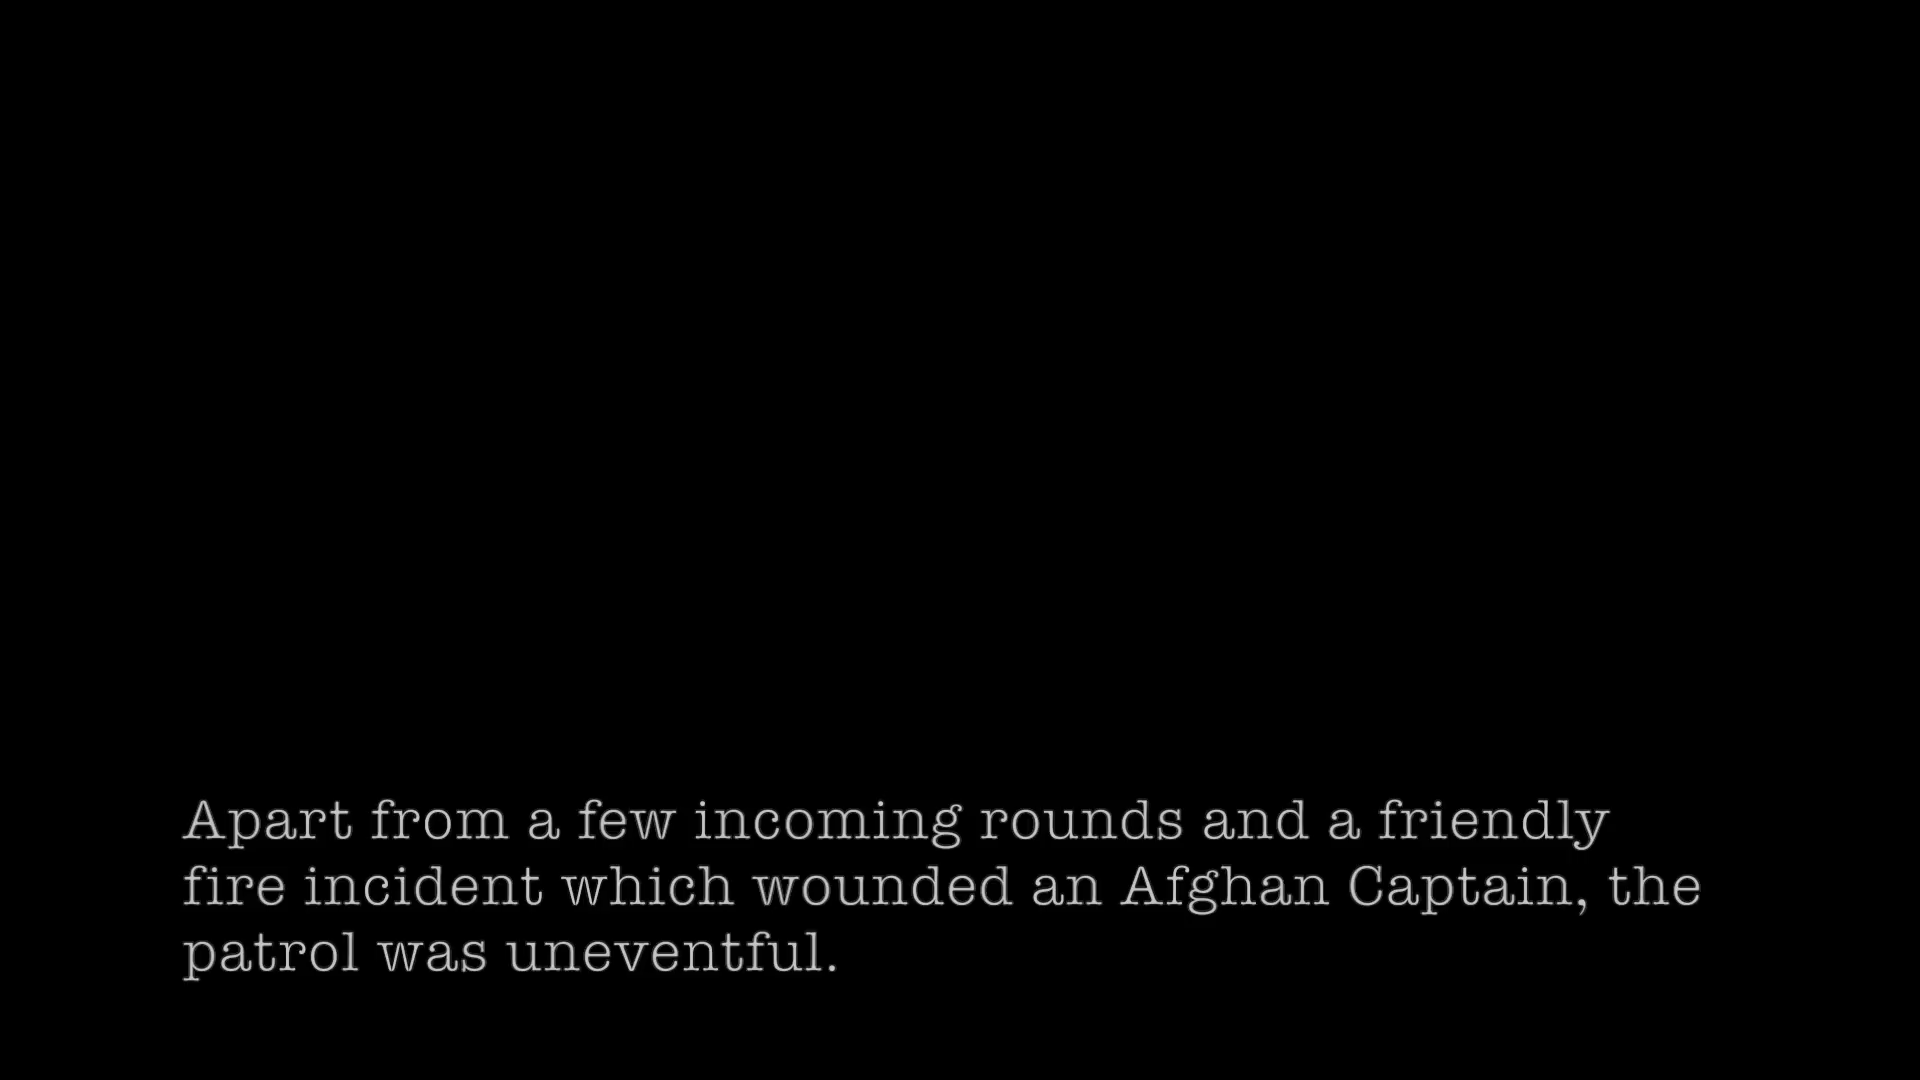 Apart from a few incoming rounds and a friendly
fire incident which wounded an Afghan Captain, the
patrol was uneventful.